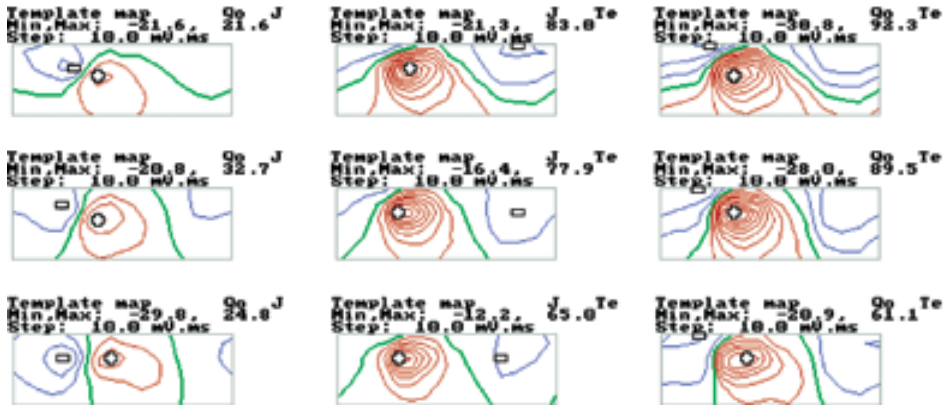 Template map Qo J
Min,Max: -21.6, 21.6
Step: 10.0 mV.ms
Template map J Te
Min,Max: -21.3, 83.0
Step: 10.0 mV.ms
Template map Qo Te
Min,Max: -30.8, 92.3
Step: 10.0 mV.ms
Template map Qo J
Min,Max: -20.8, 32.7
Step: 10.0 mV.ms
Template map J Te
Min,Max: -16.4, 77.9
Step: 10.0 mV.ms
Template map Qo Te
Min,Max: -28.0, 89.5
Step: 10.0 mV.ms
Template map Qo J
Min,Max: -29.8, 24.8
Step: 10.0 mV.ms
Template map J Te
Min,Max: -12.2, 65.0
Step: 10.0 mV.ms
Template map Qo Te
Min,Max: -20.9, 61.1
Step: 10.0 mV.ms